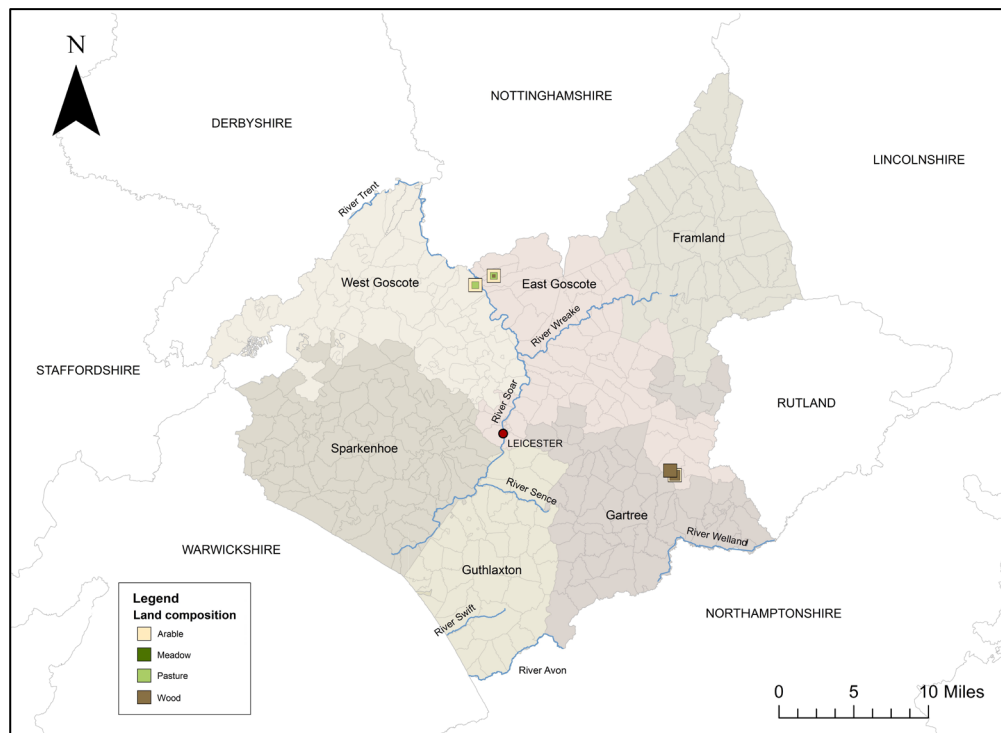 N
NOTTINGHAMSHIRE
DERBYSHIRE
LINCOLNSHIRE
River Trent
Framland
West Goscote
East Goscote
River Wreake
STAFFORDSHIRE
RUTLAND
River Soar
LEICESTER
Sparkenhoe
River Sence
Gartree
River Welland
WARWICKSHIRE
Guthlaxton
NORTHAMPTONSHIRE
River Swift
River Avon
Legend
Land composition
Arable
Meadow
Pasture
Wood
0 5 10 Miles